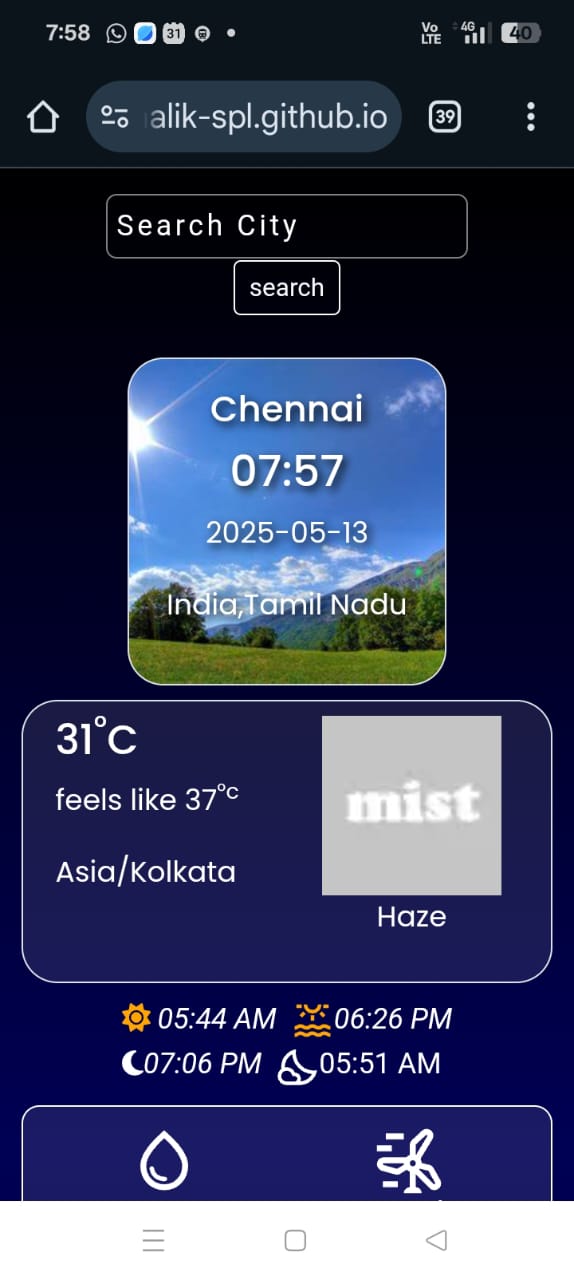 7:58 31 Vo LTE 4G 40
alik-spl.github.io 39
Search City
search
Chennai
07:57
2025-05-13
India,Tamil Nadu
31°C
feels like 37°c
mist
Asia/Kolkata
Haze
05:44 AM 06:26 PM
07:06 PM 05:51 AM